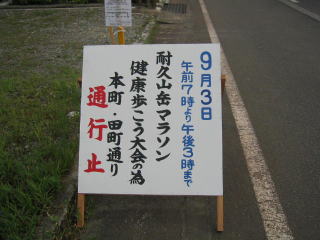 9月3日
午前7時より午後3時まで
耐久山岳マラソン
健康歩こう大会の為
本町・田町通り
通行止